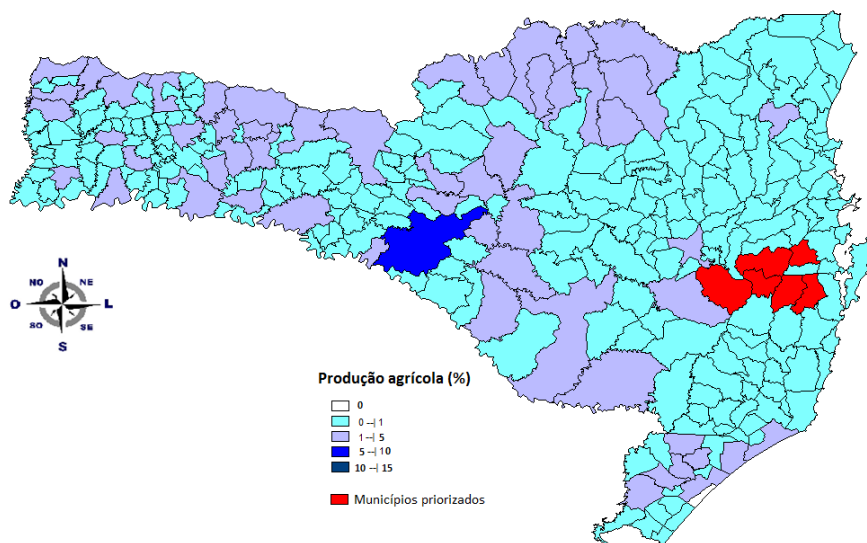 N
NO NE
O L
SO SE
S
Produção agrícola (%)
0
0 --| 1
1 --| 5
5 --| 10
10 --| 15
Municípios priorizados